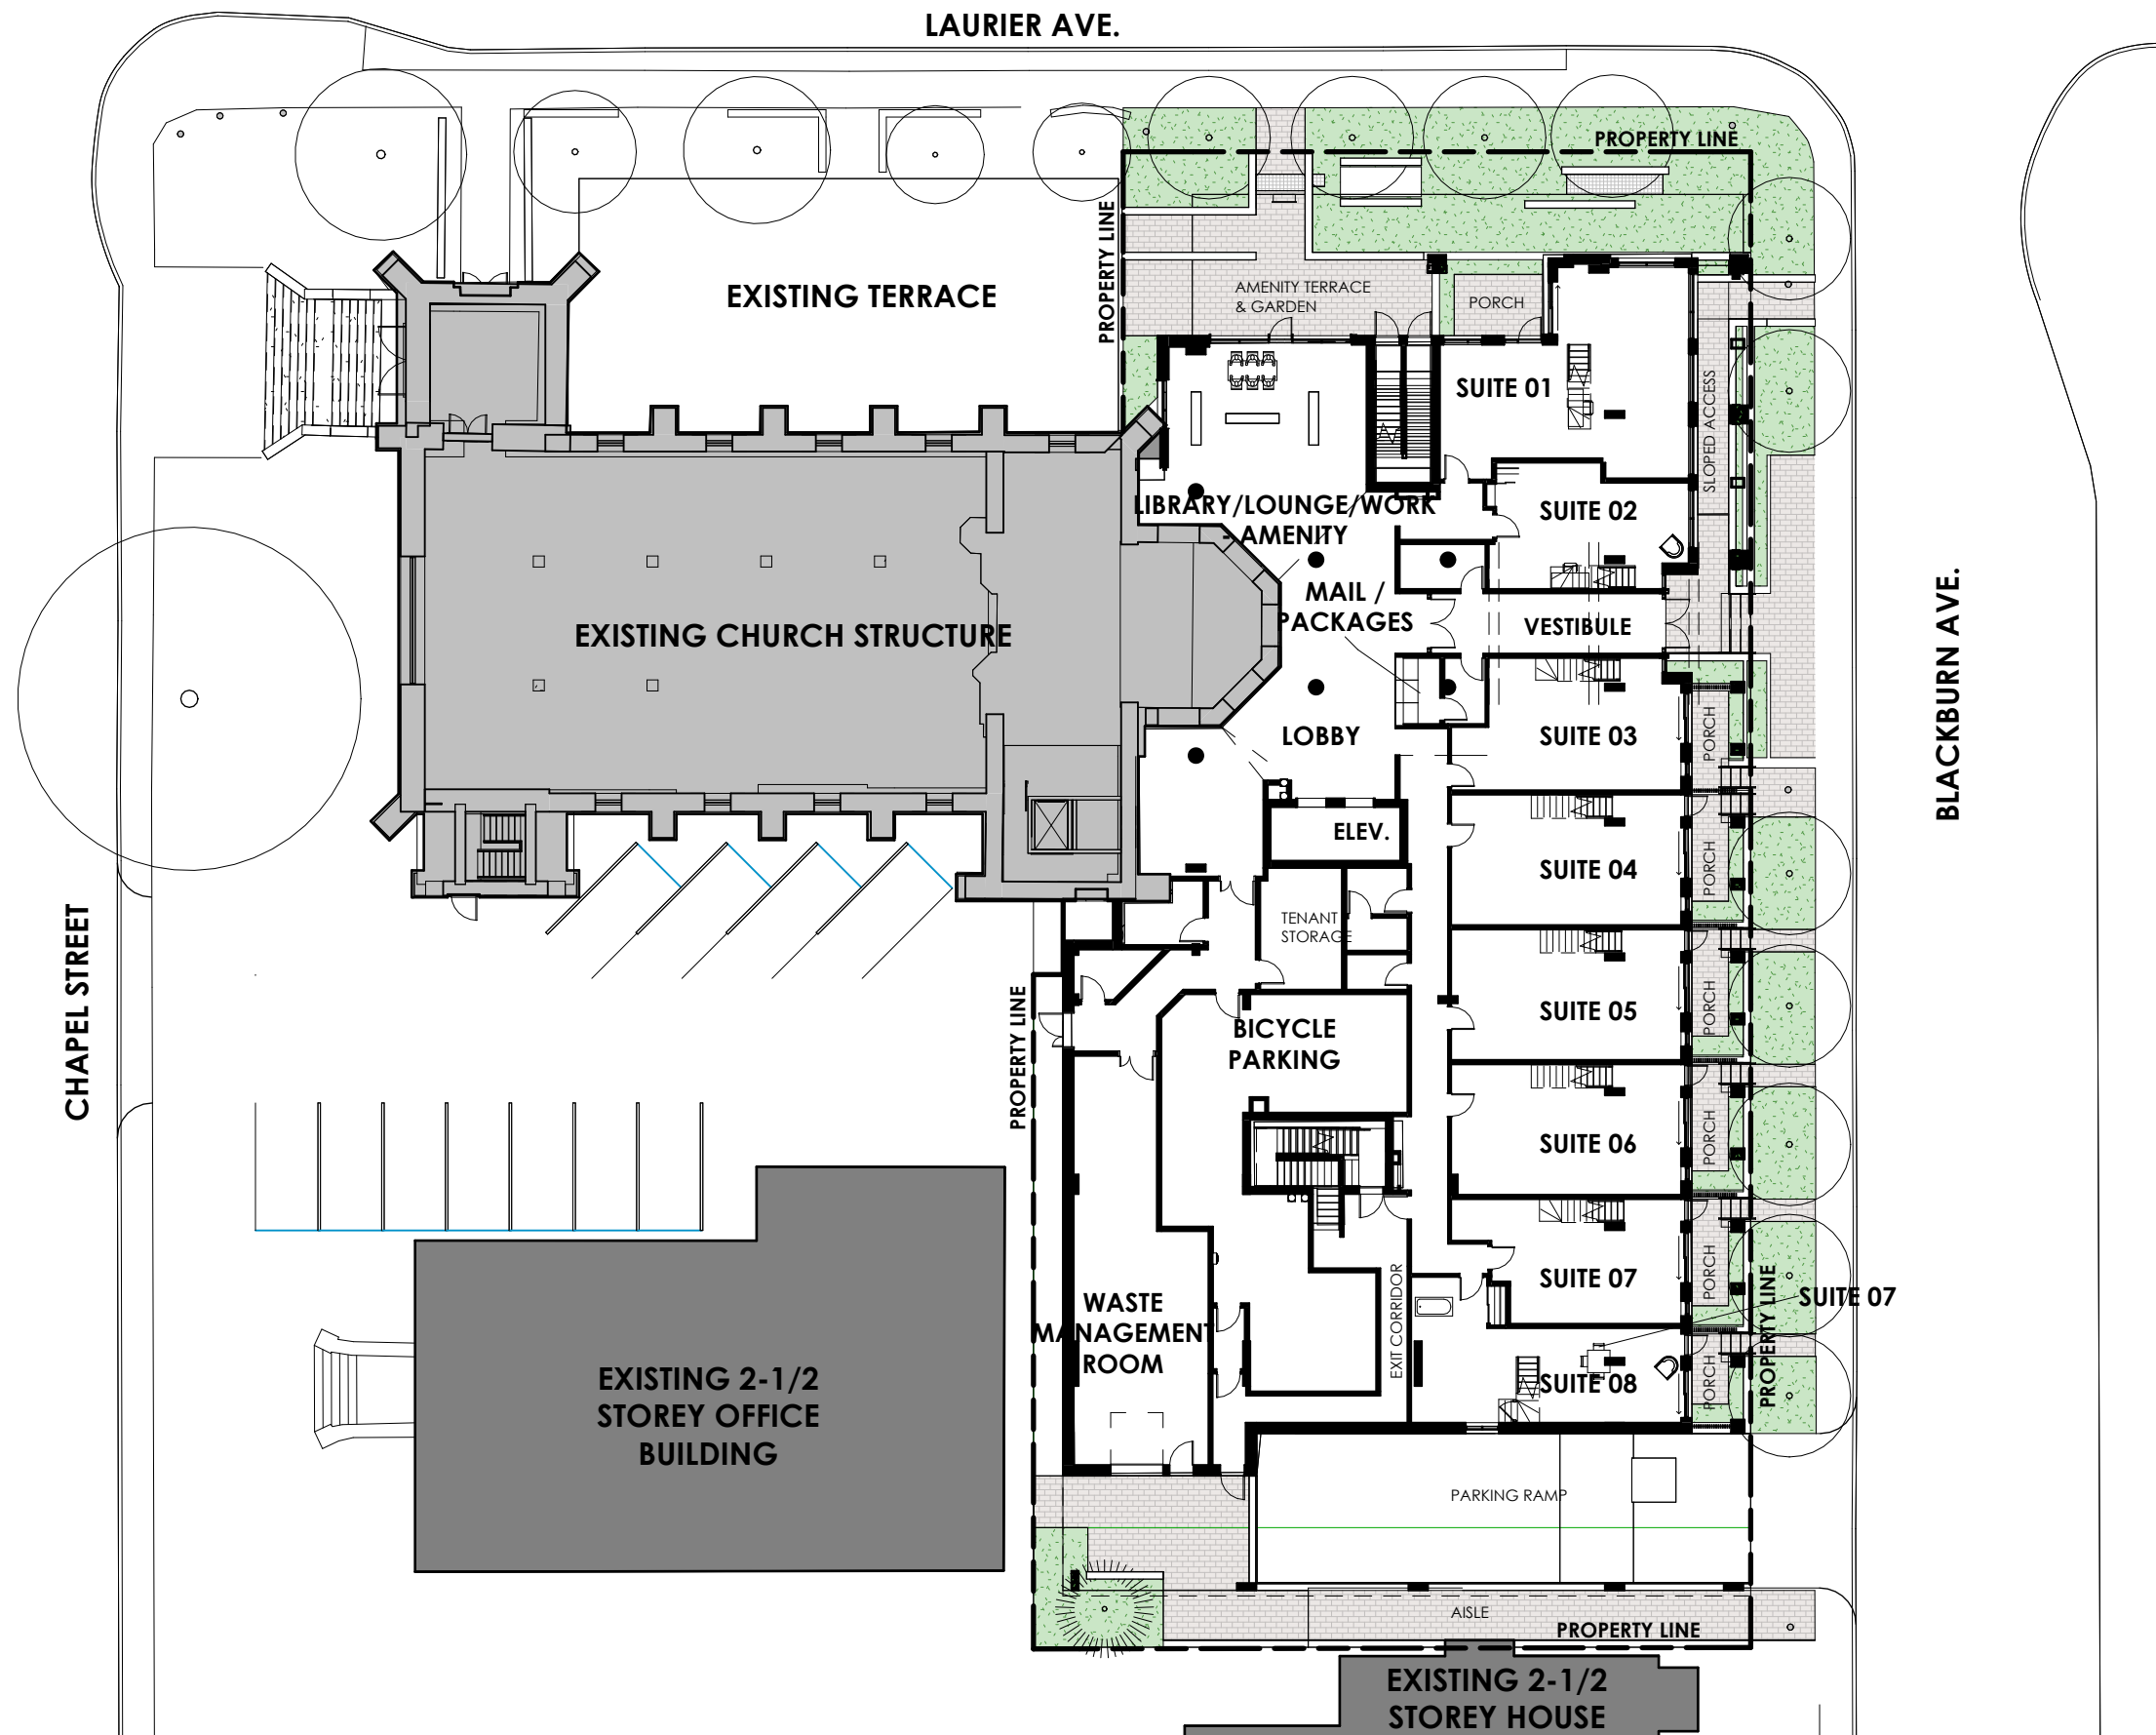 LAURIER AVE.
PROPERTY LINE
PROPERTY LINE
EXISTING TERRACE
AMENITY TERRACE
& GARDEN
PORCH
SUITE 01
SLOPED ACCESS
LIBRARY/LOUNGE/WORK
- AMENITY
SUITE 02
MAIL /
PACKAGES
VESTIBULE
EXISTING CHURCH STRUCTURE
BLACKBURN AVE.
LOBBY
SUITE 03
PORCH
ELEV.
SUITE 04
PORCH
TENANT
STORAGE
CHAPEL STREET
PROPERTY LINE
BICYCLE
PARKING
SUITE 05
PORCH
SUITE 06
PORCH
SUITE 07
PORCH
PROPERTY LINE
SUITE 07
WASTE
MANAGEMENT
ROOM
EXIT CORRIDOR
SUITE 08
PORCH
EXISTING 2-1/2
STOREY OFFICE
BUILDING
PARKING RAMP
AISLE
PROPERTY LINE
EXISTING 2-1/2
STOREY HOUSE